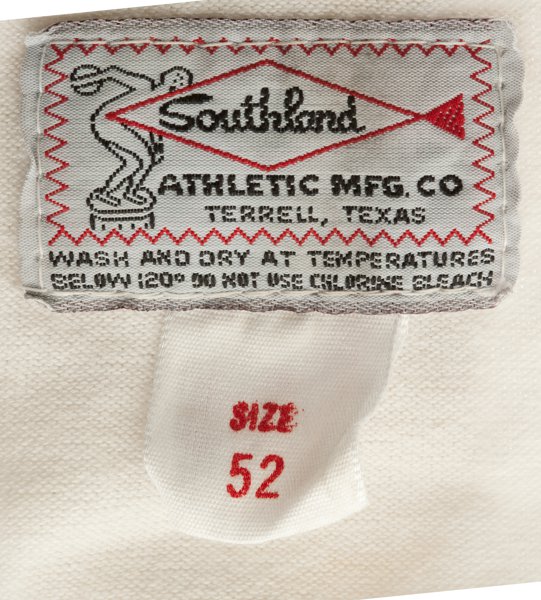 Southland
ATHLETIC MFG. CO
TERRELL, TEXAS
WASH AND DRY AT TEMPERATURES
BELOW 120° DO NOT USE CHLORINE BLEACH
SIZE
52